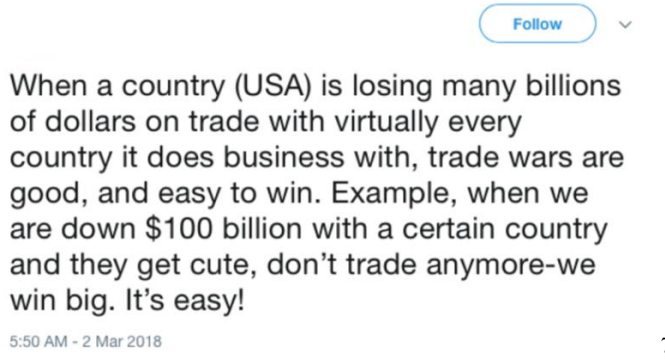 Follow
When a country (USA) is losing many billions
of dollars on trade with virtually every
country it does business with, trade wars are
good, and easy to win. Example, when we
are down $100 billion with a certain country
and they get cute, don’t trade anymore-we
win big. It’s easy!
5:50 AM - 2 Mar 2018